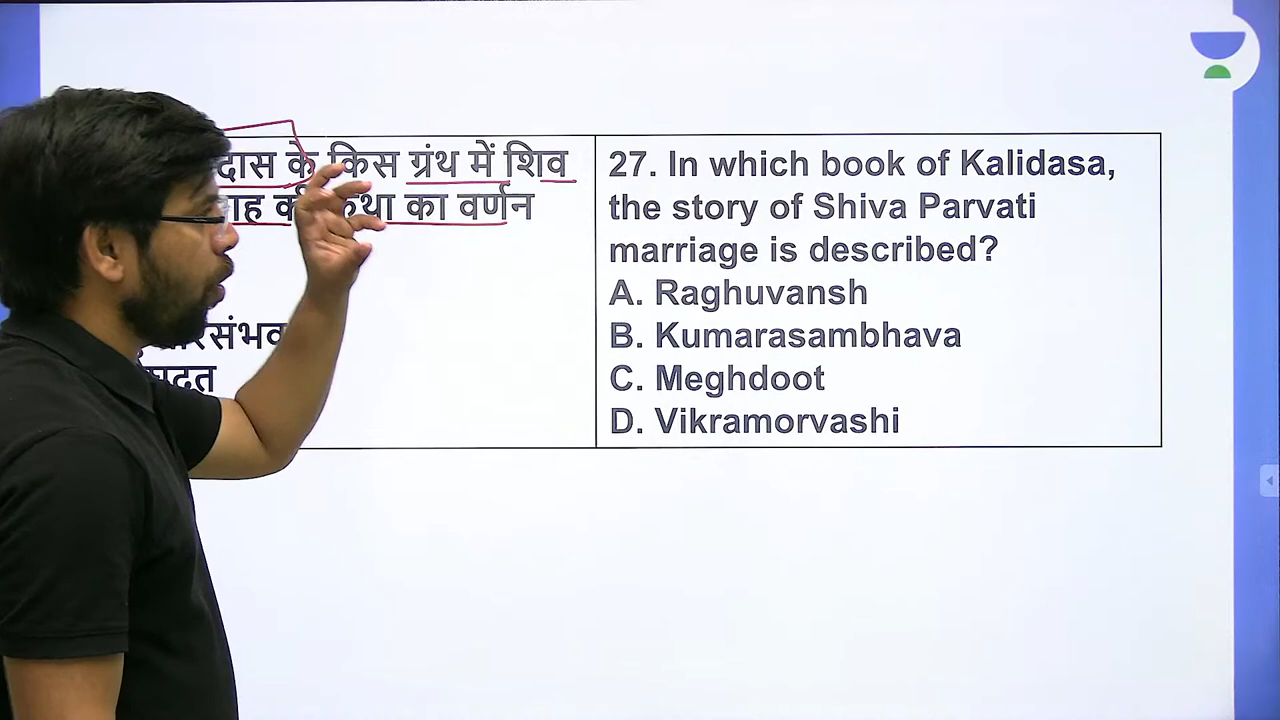 दास के किस ग्रंथ में शिव
की कथा का वर्णन
मेघदूत
27. In which book of Kalidasa,
the story of Shiva Parvati
marriage is described?
A. Raghuvansh
B. Kumarasambhava
C. Meghdoot
D. Vikramorvashi